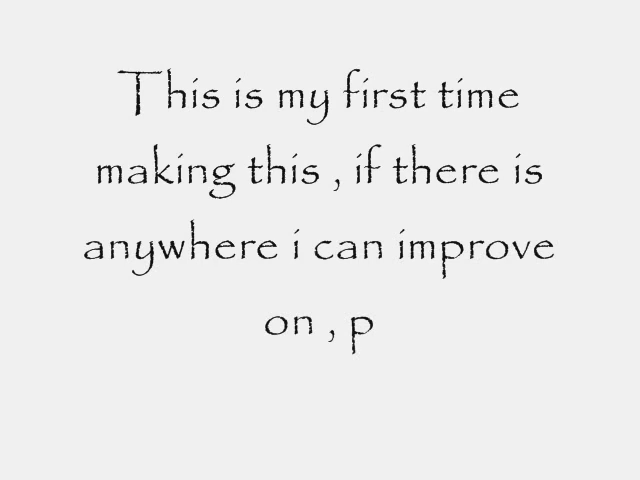 This is my first time
making this , if there is
anywhere i can improve
on , p